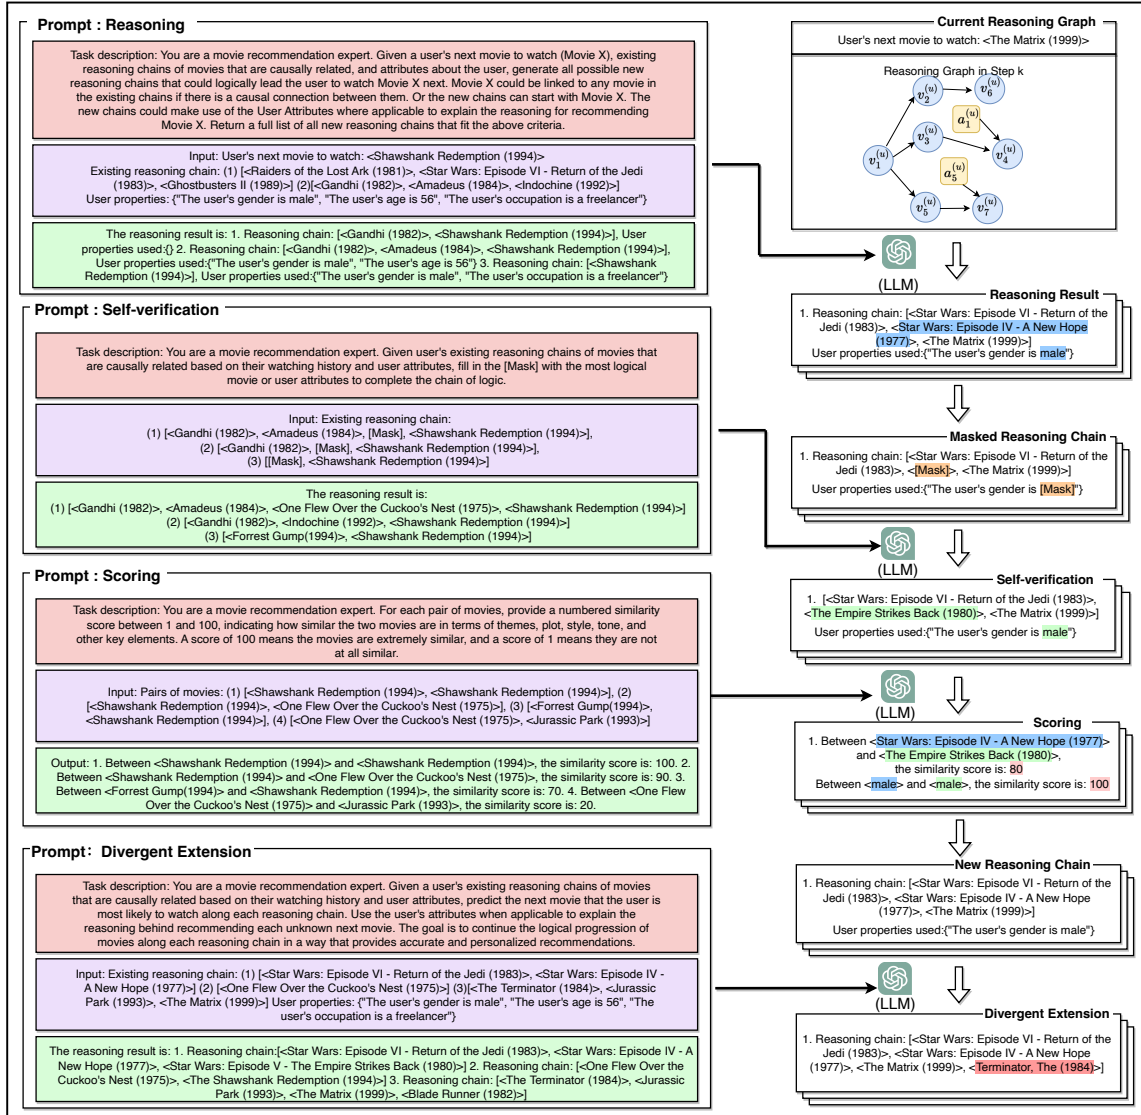 Prompt : Reasoning
Task description: You are a movie recommendation expert. Given a user's next movie to watch (Movie X), existing
reasoning chains of movies that are causally related, and attributes about the user, generate all possible new
reasoning chains that could logically lead the user to watch Movie X next. Movie X could be linked to any movie in
the existing chains if there is a causal connection between them. Or the new chains can start with Movie X. The
new chains could make use of the User Attributes where applicable to explain the reasoning for recommending
Movie X. Return a full list of all new reasoning chains that fit the above criteria.
Input: User's next movie to watch: <Shawshank Redemption (1994)>
Existing reasoning chain: (1) [<Raiders of the Lost Ark (1981)>, <Star Wars: Episode VI - Return of the Jedi
(1983)>, <Ghostbusters II (1989)>] (2)[<Gandhi (1982)>, <Amadeus (1984)>, <Indochine (1992)>]
User properties: {"The user's gender is male", "The user's age is 56", "The user's occupation is a freelancer"}
The reasoning result is: 1. Reasoning chain: [<Gandhi (1982)>, <Shawshank Redemption (1994)>], User
properties used:{} 2. Reasoning chain: [<Gandhi (1982)>, <Amadeus (1984)>, <Shawshank Redemption (1994)>],
User properties used:{"The user's gender is male", "The user's age is 56"} 3. Reasoning chain: [<Shawshank
Redemption (1994)>], User properties used:{"The user's gender is male", "The user's occupation is a freelancer"}
Prompt : Self-verification
Task description: You are a movie recommendation expert. Given user's existing reasoning chains of movies that
are causally related based on their watching history and user attributes, fill in the [Mask] with the most logical
movie or user attributes to complete the chain of logic.
Input: Existing reasoning chain:
(1) [<Gandhi (1982)>, <Amadeus (1984)>, [Mask], <Shawshank Redemption (1994)>],
(2) [<Gandhi (1982)>, [Mask], <Shawshank Redemption (1994)>],
(3) [[Mask], <Shawshank Redemption (1994)>]
The reasoning result is:
(1) [<Gandhi (1982)>, <Amadeus (1984)>, <One Flew Over the Cuckoo's Nest (1975)>, <Shawshank Redemption (1994)>]
(2) [<Gandhi (1982)>, <Indochine (1992)>, <Shawshank Redemption (1994)>]
(3) [<Forrest Gump(1994)>, <Shawshank Redemption (1994)>]
Prompt : Scoring
Task description: You are a movie recommendation expert. For each pair of movies, provide a numbered similarity
score between 1 and 100, indicating how similar the two movies are in terms of themes, plot, style, tone, and
other key elements. A score of 100 means the movies are extremely similar, and a score of 1 means they are not
at all similar.
Input: Pairs of movies: (1) [<Shawshank Redemption (1994)>, <Shawshank Redemption (1994)>], (2)
[<Shawshank Redemption (1994)>, <One Flew Over the Cuckoo's Nest (1975)>], (3) [<Forrest Gump(1994)>,
<Shawshank Redemption (1994)>], (4) [<One Flew Over the Cuckoo's Nest (1975)>, <Jurassic Park (1993)>]
Output: 1. Between <Shawshank Redemption (1994)> and <Shawshank Redemption (1994)>, the similarity score is: 100. 2.
Between <Shawshank Redemption (1994)> and <One Flew Over the Cuckoo's Nest (1975)>, the similarity score is: 90. 3.
Between <Forrest Gump(1994)> and <Shawshank Redemption (1994)>, the similarity score is: 70. 4. Between <One Flew
Over the Cuckoo's Nest (1975)> and <Jurassic Park (1993)>, the similarity score is: 20.
Prompt: Divergent Extension
Task description: You are a movie recommendation expert. Given a user's existing reasoning chains of movies
that are causally related based on their watching history and user attributes, predict the next movie that the user is
most likely to watch along each reasoning chain. Use the user's attributes when applicable to explain the
reasoning behind recommending each unknown next movie. The goal is to continue the logical progression of
movies along each reasoning chain in a way that provides accurate and personalized recommendations.
Input: Existing reasoning chain: (1) [<Star Wars: Episode VI - Return of the Jedi (1983)>, <Star Wars: Episode IV -
A New Hope (1977)>] (2) [<One Flew Over the Cuckoo's Nest (1975)>] (3)[<The Terminator (1984)>, <Jurassic
Park (1993)>, <The Matrix (1999)>] User properties: {"The user's gender is male", "The user's age is 56", "The
user's occupation is a freelancer"}
The reasoning result is: 1. Reasoning chain:[<Star Wars: Episode VI - Return of the Jedi (1983)>, <Star Wars: Episode IV - A
New Hope (1977)>, <Star Wars: Episode V - The Empire Strikes Back (1980)>] 2. Reasoning chain: [<One Flew Over the
Cuckoo's Nest (1975)>, <The Shawshank Redemption (1994)>] 3. Reasoning chain: [<The Terminator (1984)>, <Jurassic
Park (1993)>, <The Matrix (1999)>, <Blade Runner (1982)>]
Current Reasoning Graph
User's next movie to watch: <The Matrix (1999)>
Reasoning Graph in Step k
v_2^(u) v_6^(u)
a_1^(u)
v_3^(u)
v_1^(u) v_4^(u)
a_5^(u)
v_5^(u) v_7^(u)
(LLM)
Reasoning Result
1. Reasoning chain: [<Star Wars: Episode VI - Return of the
Jedi (1983)>, <Star Wars: Episode IV - A New Hope
(1977)>, <The Matrix (1999)>]
User properties used:{"The user's gender is male"}
Masked Reasoning Chain
1. Reasoning chain: [<Star Wars: Episode VI - Return of the
Jedi (1983)>, <[Mask]>, <The Matrix (1999)>]
User properties used:{"The user's gender is [Mask]"}
(LLM)
Self-verification
1. [<Star Wars: Episode VI - Return of the Jedi (1983)>,
<The Empire Strikes Back (1980)>, <The Matrix (1999)>]
User properties used:{"The user's gender is male"}
(LLM)
Scoring
1. Between <Star Wars: Episode IV - A New Hope (1977)>
and <The Empire Strikes Back (1980)>,
the similarity score is: 80
Between <male> and <male>, the similarity score is: 100
New Reasoning Chain
1. Reasoning chain: [<Star Wars: Episode VI - Return of the
Jedi (1983)>, <Star Wars: Episode IV - A New Hope
(1977)>, <The Matrix (1999)>]
User properties used:{"The user's gender is male"}
(LLM)
Divergent Extension
1. Reasoning chain: [<Star Wars: Episode VI - Return of the
Jedi (1983)>, <Star Wars: Episode IV - A New Hope
(1977)>, <The Matrix (1999)>, <Terminator, The (1984)>]